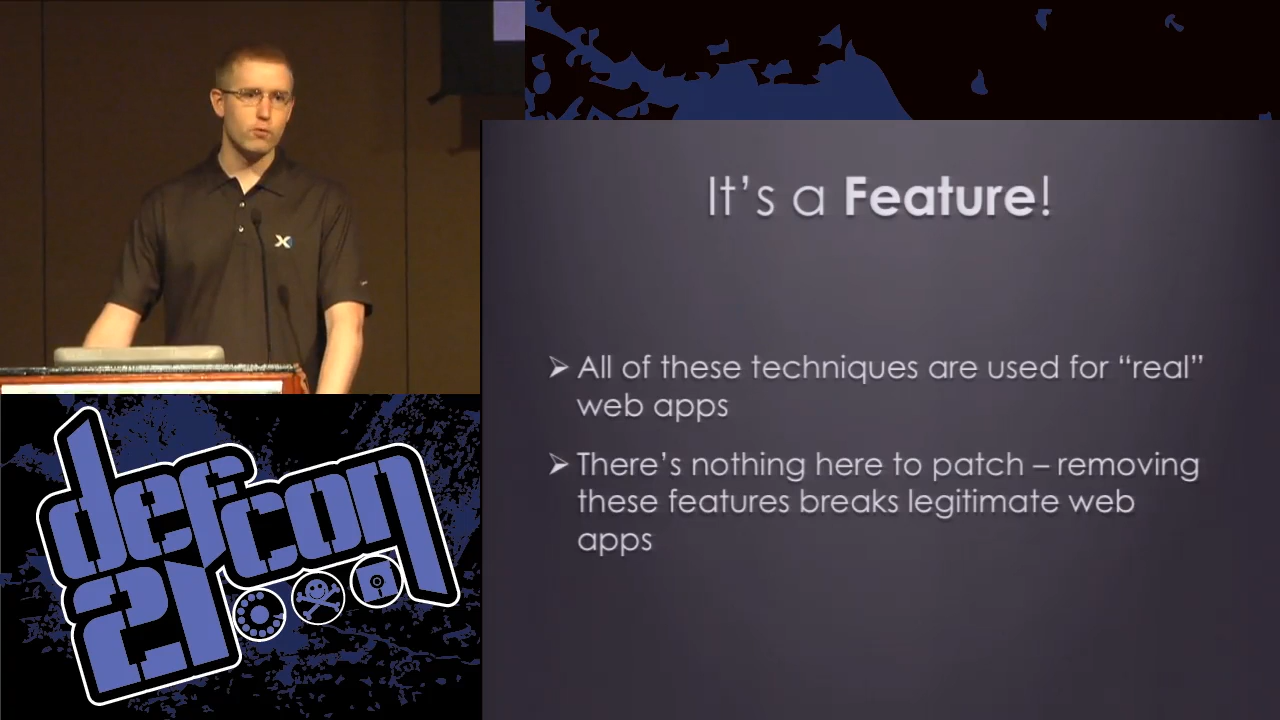 It's a Feature!
All of these techniques are used for “real”
web apps
There's nothing here to patch – removing
these features breaks legitimate web
apps
X
defcon
21